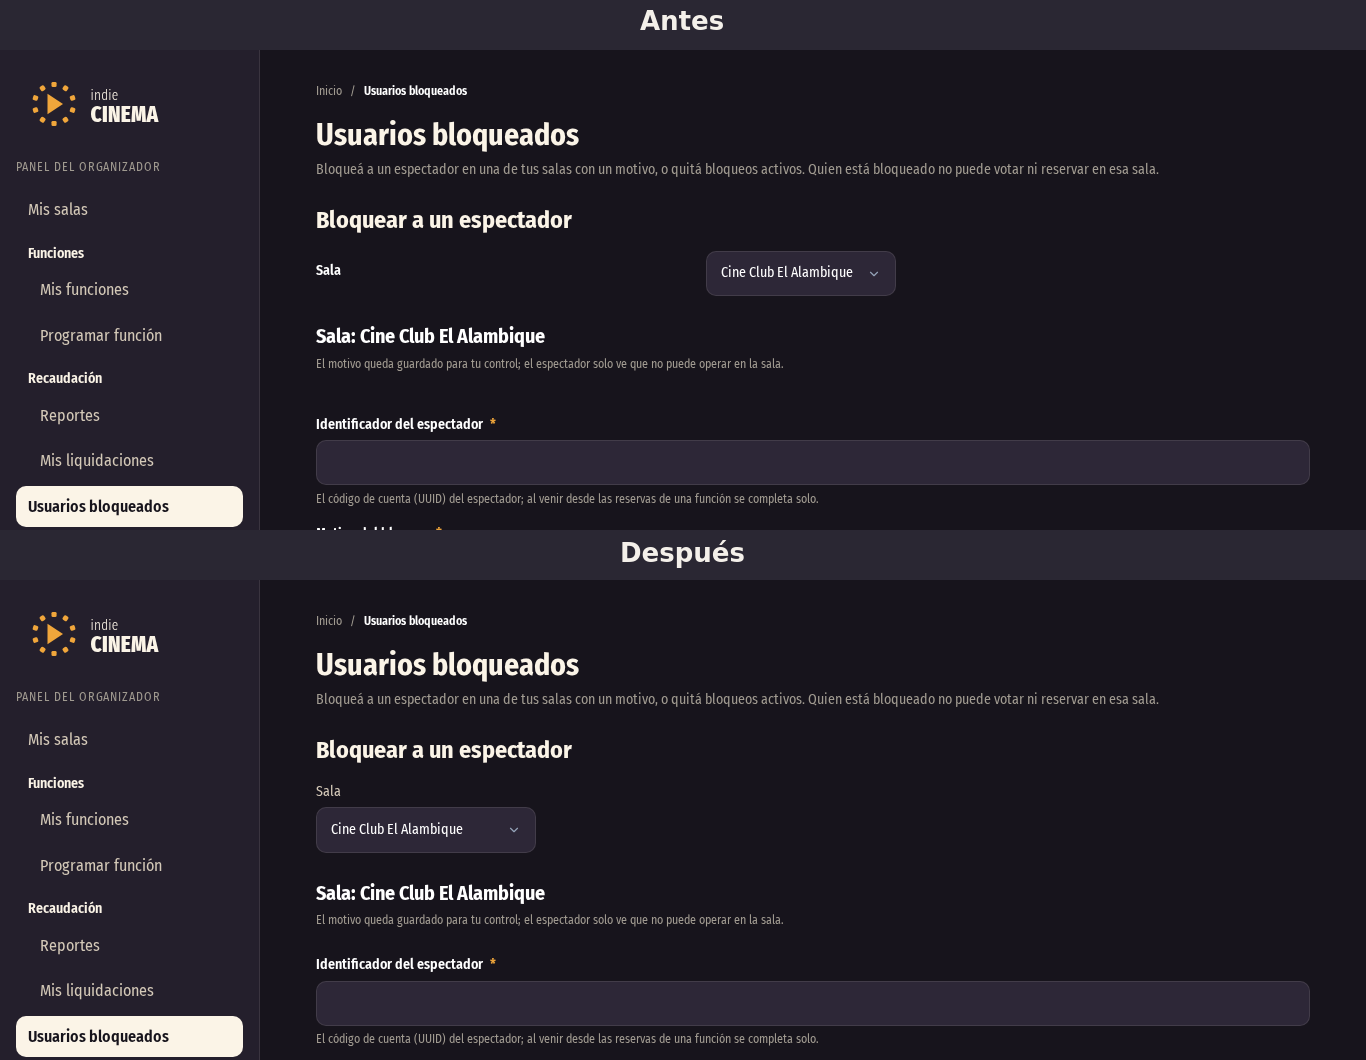 Antes
indie
CINEMA
PANEL DEL ORGANIZADOR
Mis salas
Funciones
Mis funciones
Programar función
Recaudación
Reportes
Mis liquidaciones
Usuarios bloqueados
Inicio / Usuarios bloqueados
Usuarios bloqueados
Bloqueá a un espectador en una de tus salas con un motivo, o quitá bloqueos activos. Quien está bloqueado no puede votar ni reservar en esa sala.
Bloquear a un espectador
Sala
Cine Club El Alambique
Sala: Cine Club El Alambique
El motivo queda guardado para tu control; el espectador solo ve que no puede operar en la sala.
Identificador del espectador *
El código de cuenta (UUID) del espectador; al venir desde las reservas de una función se completa solo.
Después
indie
CINEMA
PANEL DEL ORGANIZADOR
Mis salas
Funciones
Mis funciones
Programar función
Recaudación
Reportes
Mis liquidaciones
Usuarios bloqueados
Inicio / Usuarios bloqueados
Usuarios bloqueados
Bloqueá a un espectador en una de tus salas con un motivo, o quitá bloqueos activos. Quien está bloqueado no puede votar ni reservar en esa sala.
Bloquear a un espectador
Sala
Cine Club El Alambique
Sala: Cine Club El Alambique
El motivo queda guardado para tu control; el espectador solo ve que no puede operar en la sala.
Identificador del espectador *
El código de cuenta (UUID) del espectador; al venir desde las reservas de una función se completa solo.